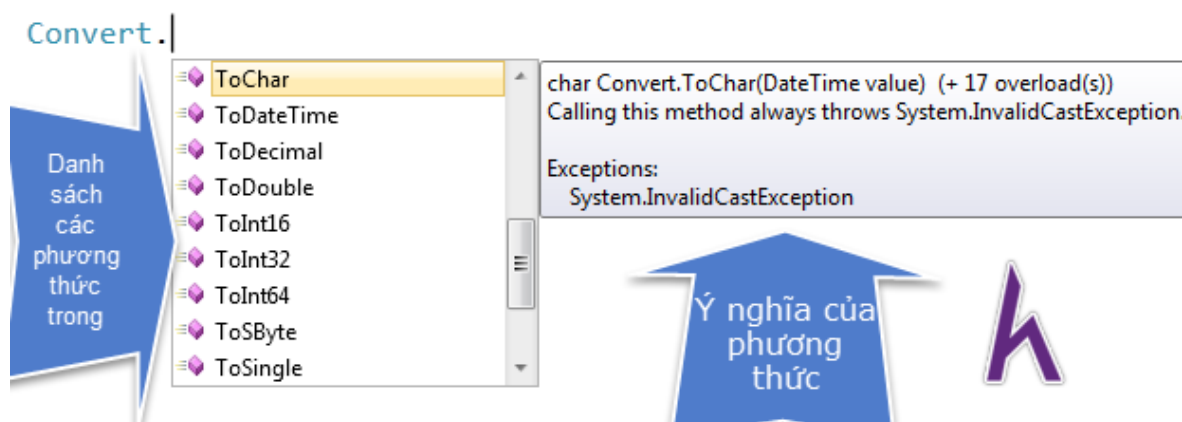 Convert.
ToChar
ToDateTime
ToDecimal
ToDouble
ToInt16
ToInt32
ToInt64
ToSByte
ToSingle
char Convert.ToChar(DateTime value) (+ 17 overload(s))
Calling this method always throws System.InvalidCastException.
Exceptions:
System.InvalidCastException
Danh
sách
các
phương
thức
trong
Ý nghĩa của
phương
thức